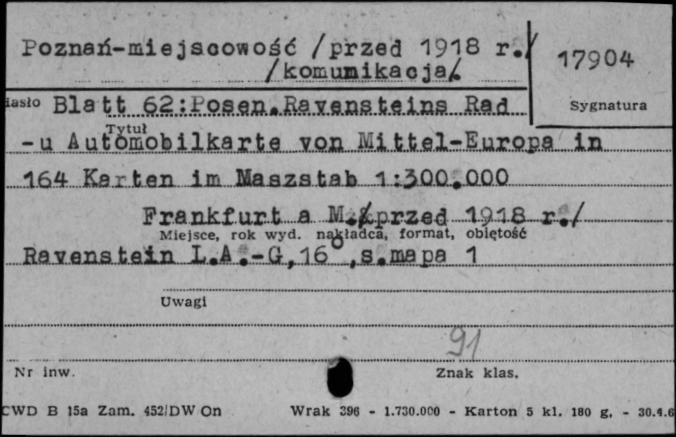 Poznań-miejscowość /przed 1918 r./
/komunikacja/.
17904
Sygnatura
Hasło Blatt 62:Posen.Ravensteins Rad
Tytuł
-u Automobilkarte von Mittel-Europa in
164 Karten im Maszstab 1:300.000
Frankfurt a M./przed 1918 r./
Miejsce, rok wyd. nakładca, format, objętość
Ravenstein L.A.-G,16°,s.mapa 1
Uwagi
91
Nr inw.
Znak klas.
CWD B 15a Zam. 452/DW On
Wrak 396 - 1.730.000 - Karton 5 kl. 180 g. - 30.4.6